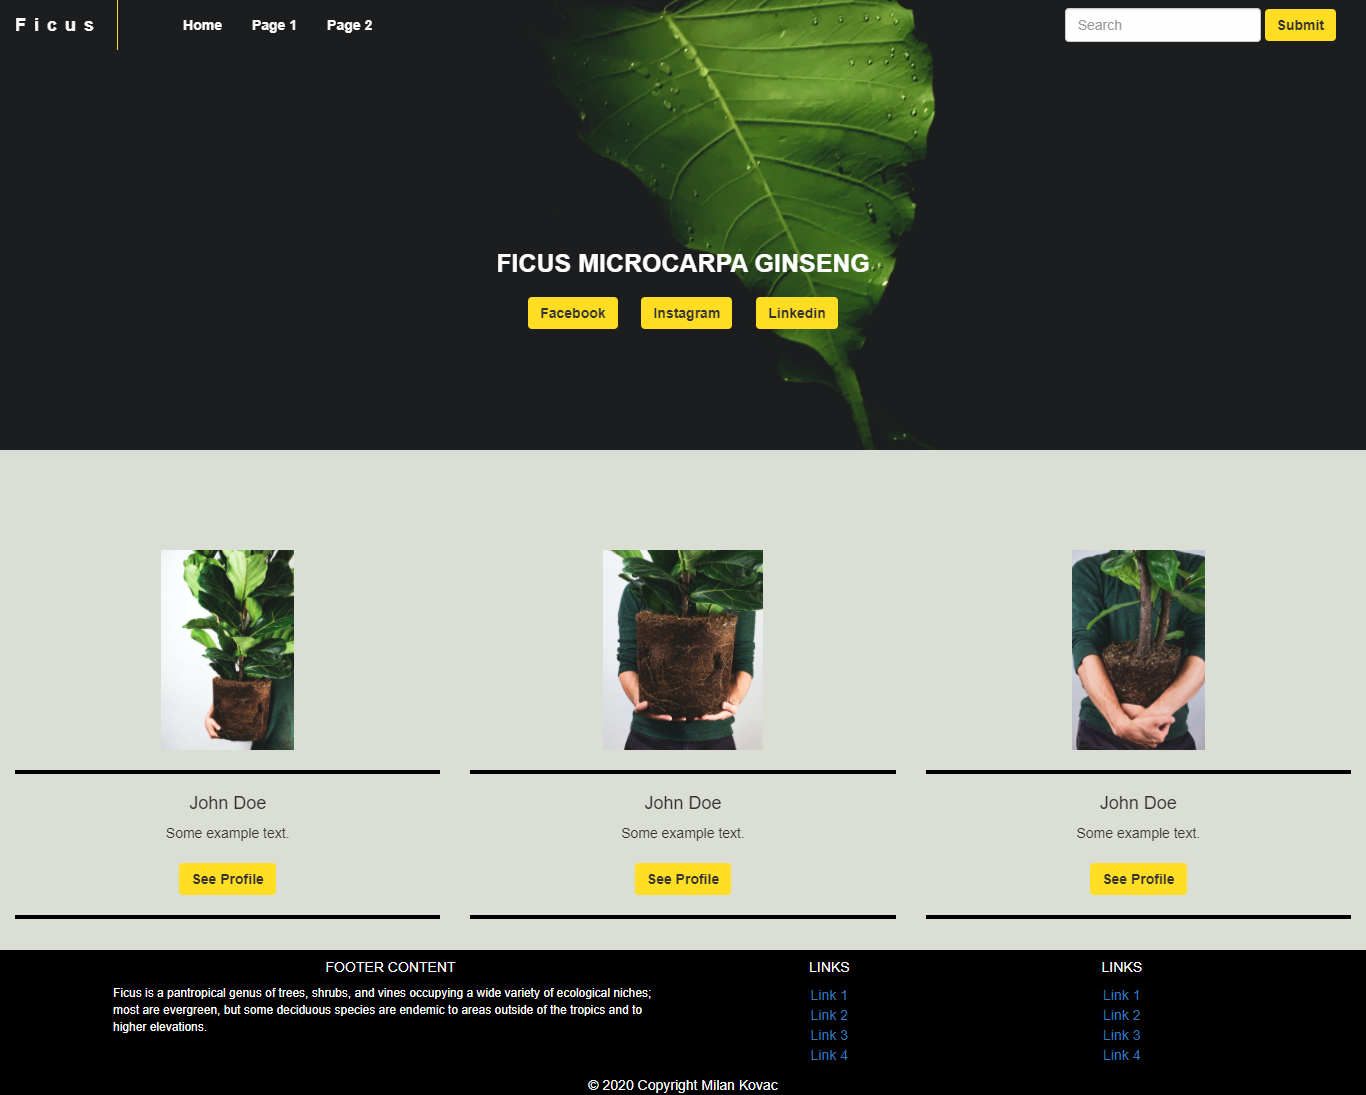 Ficus
Home Page 1 Page 2
Search Submit
FICUS MICROCARPA GINSENG
Facebook Instagram Linkedin
John Doe
Some example text.
See Profile
John Doe
Some example text.
See Profile
John Doe
Some example text.
See Profile
FOOTER CONTENT
Ficus is a pantropical genus of trees, shrubs, and vines occupying a wide variety of ecological niches;
most are evergreen, but some deciduous species are endemic to areas outside of the tropics and to
higher elevations.
LINKS
Link 1
Link 2
Link 3
Link 4
LINKS
Link 1
Link 2
Link 3
Link 4
© 2020 Copyright Milan Kovac